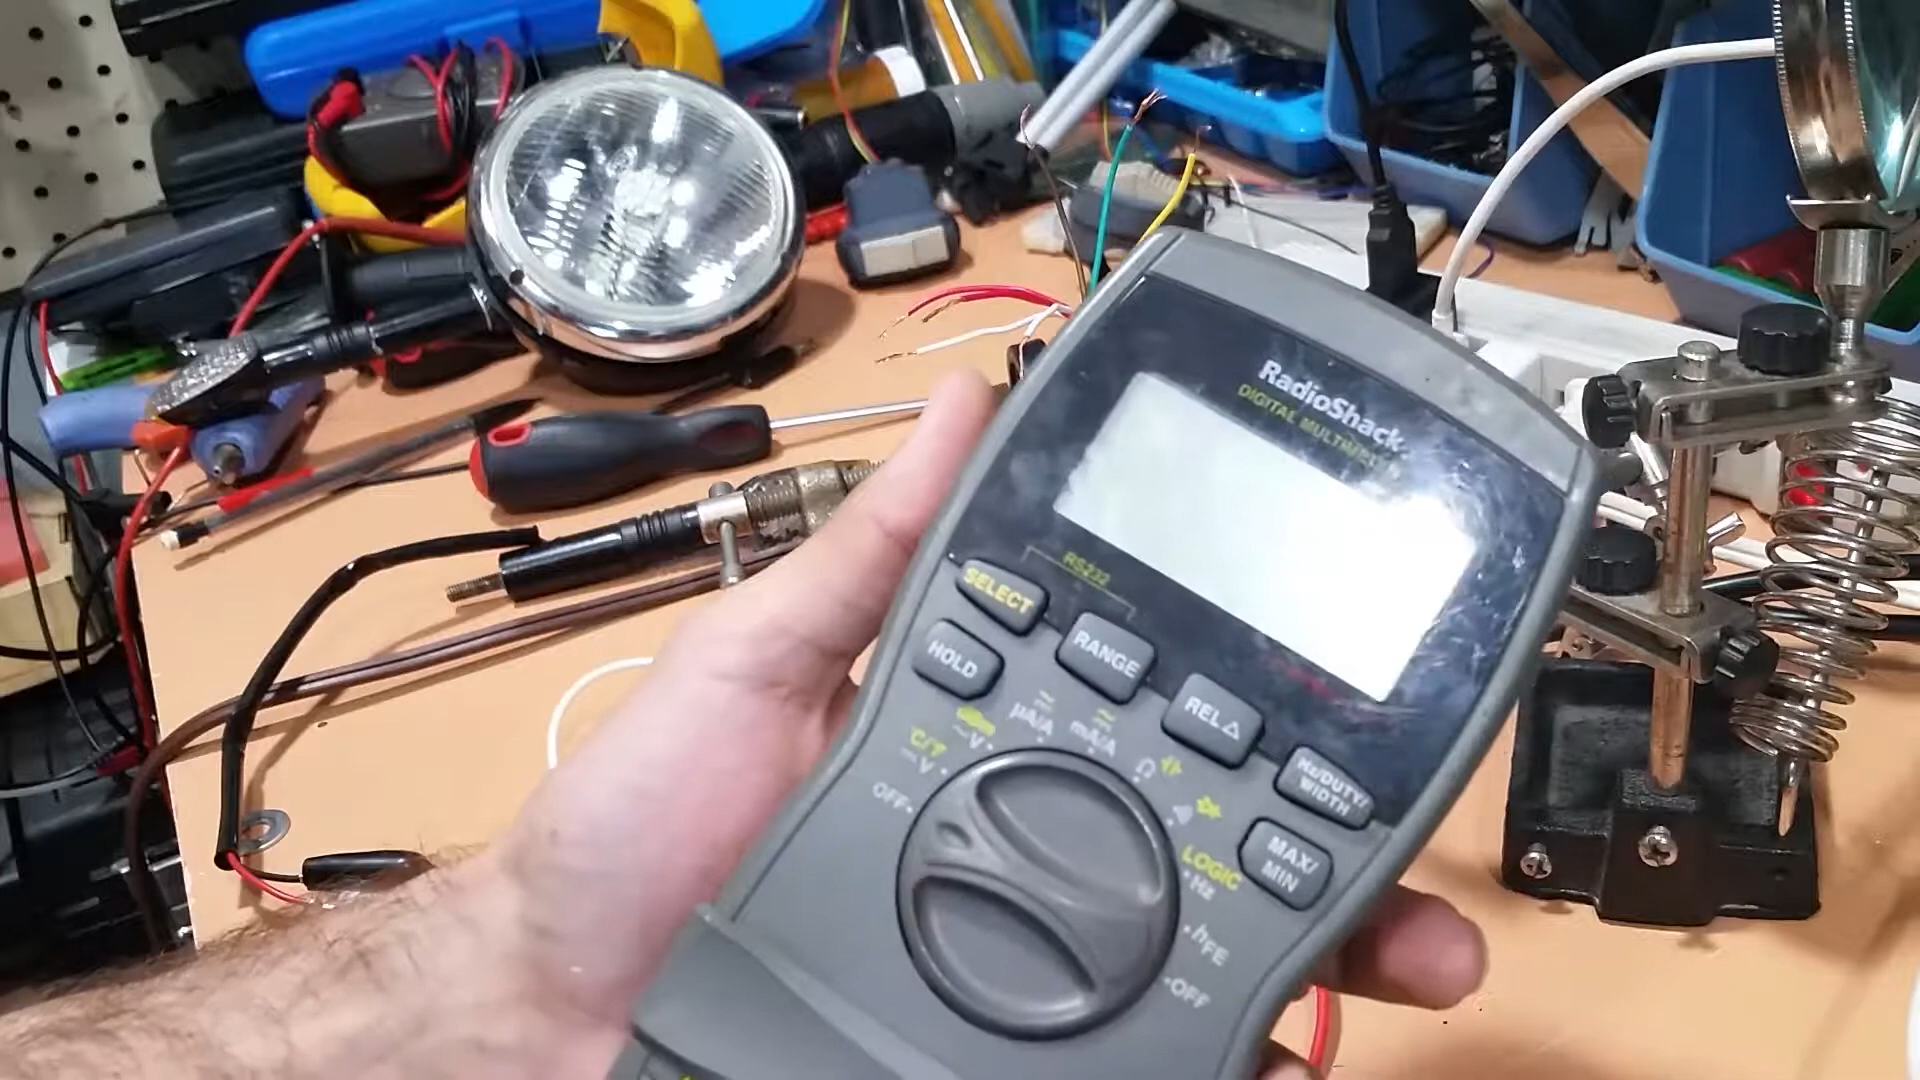 RadioShack
DIGITAL MULTIMETER
RS232
SELECT
HOLD
RANGE
REL△
Hz/DUTY/
WIDTH
MAX/
MIN
μA/A
mA/A
~V
°C/°F
V
OFF
Ω
LOGIC
Hz
hFE
OFF